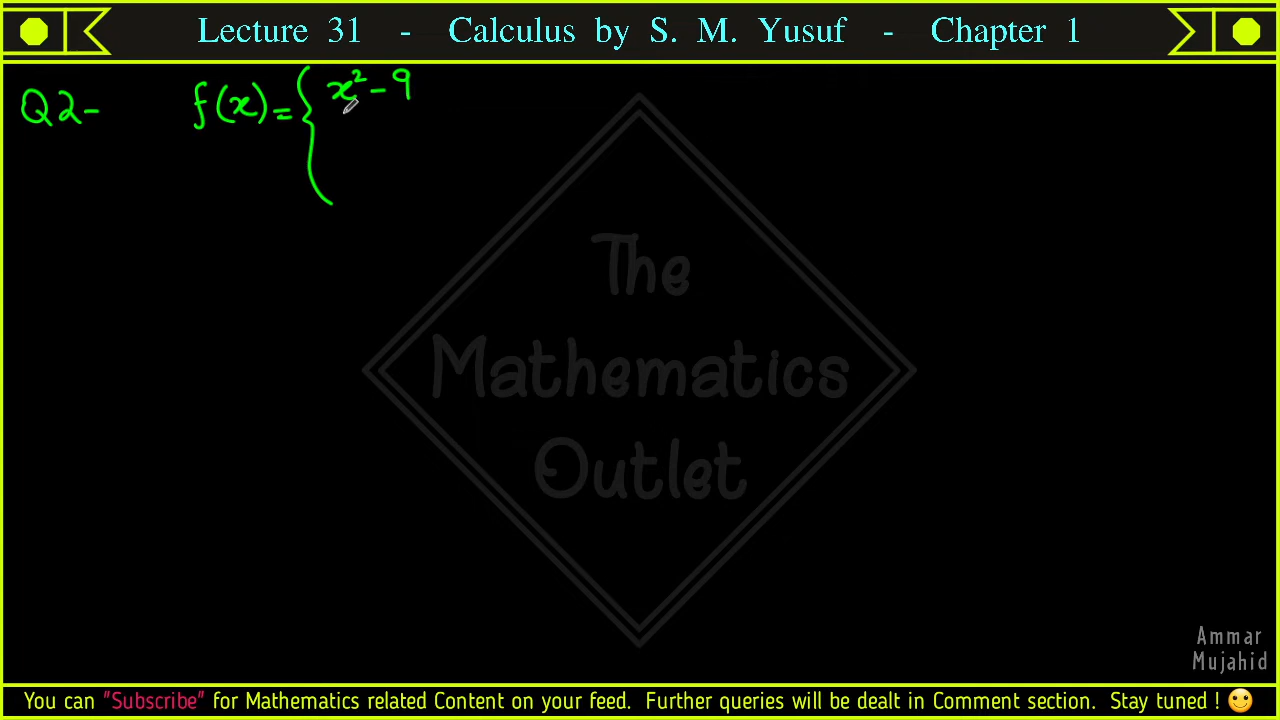 Lecture 31 - Calculus by S. M. Yusuf - Chapter 1
Q2- f(x) = { x² - 9
The
Mathematics
Outlet
Ammar
Mujahid
You can "Subscribe" for Mathematics related Content on your feed. Further queries will be dealt in Comment section. Stay tuned ! 🙂